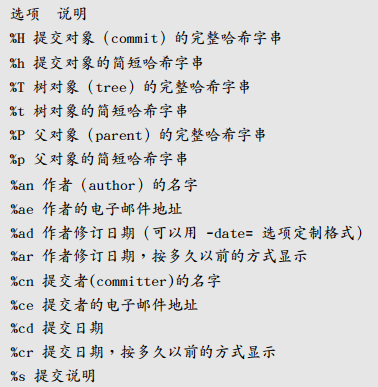 选项 说明
%H 提交对象（commit）的完整哈希字串
%h 提交对象的简短哈希字串
%T 树对象（tree）的完整哈希字串
%t 树对象的简短哈希字串
%P 父对象（parent）的完整哈希字串
%p 父对象的简短哈希字串
%an 作者（author）的名字
%ae 作者的电子邮件地址
%ad 作者修订日期（可以用 -date= 选项定制格式）
%ar 作者修订日期，按多久以前的方式显示
%cn 提交者(committer)的名字
%ce 提交者的电子邮件地址
%cd 提交日期
%cr 提交日期，按多久以前的方式显示
%s 提交说明